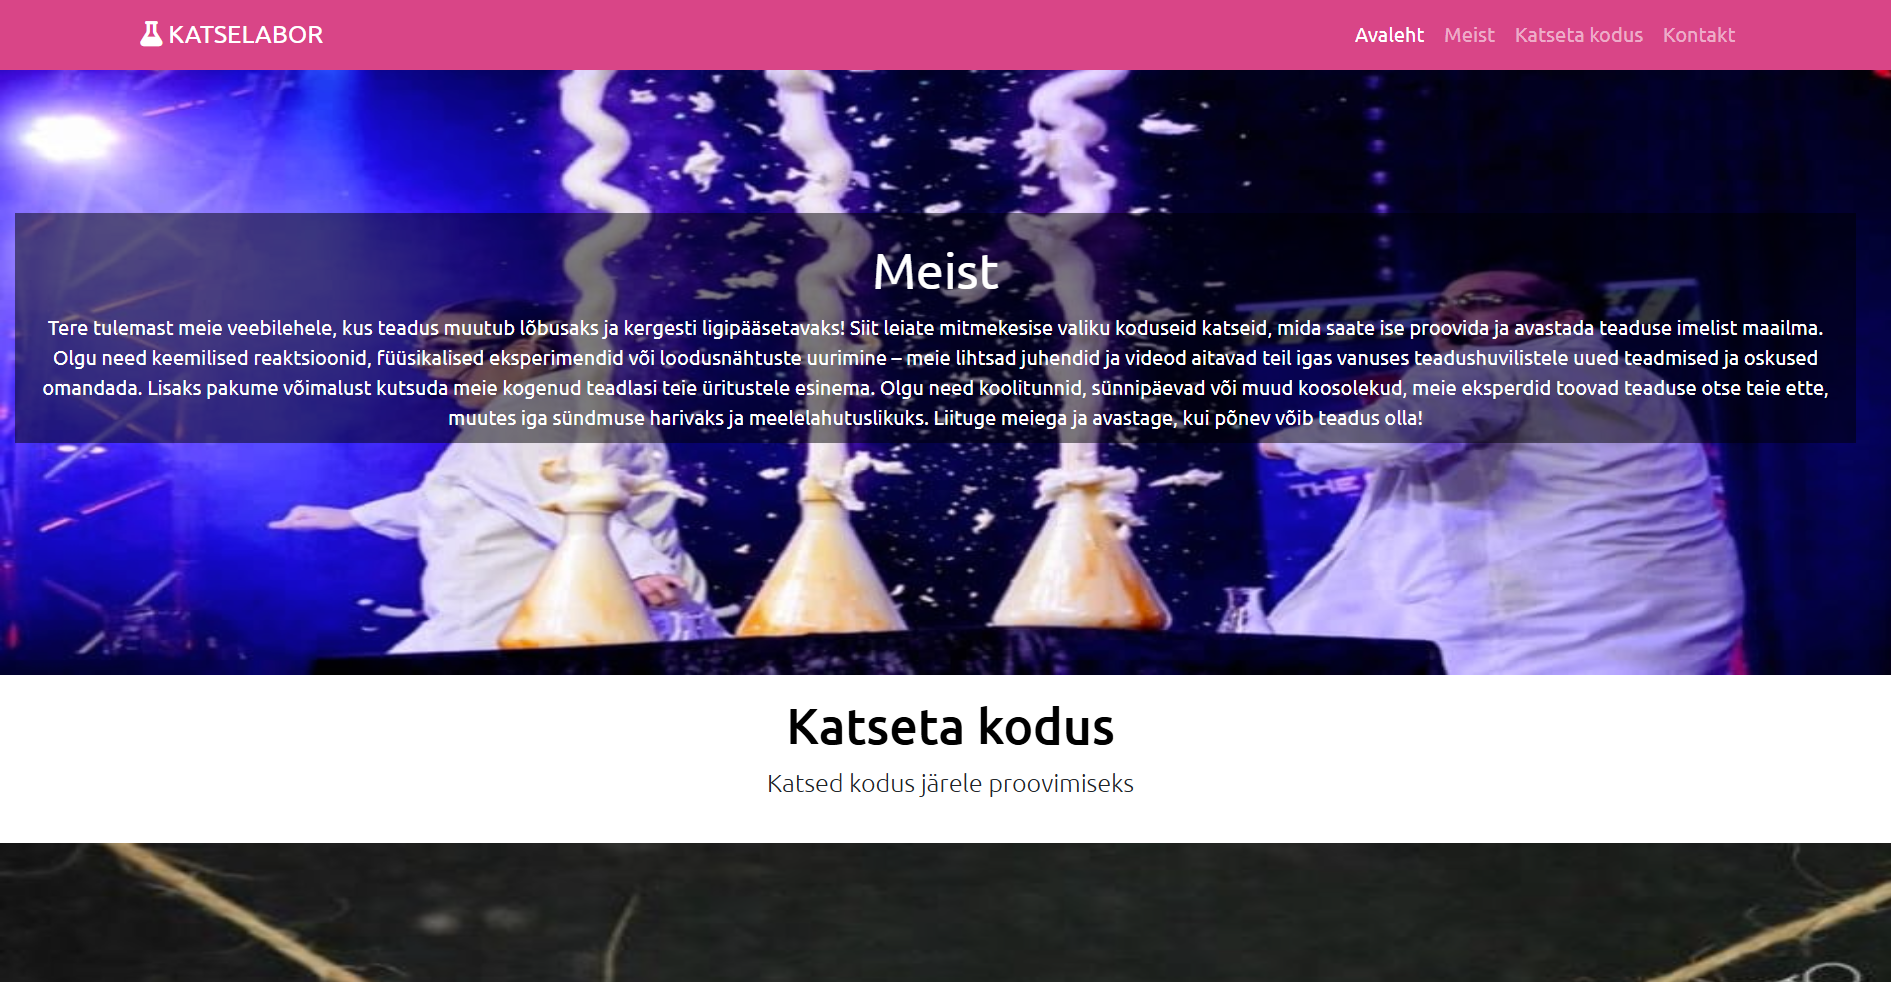 KATSELABOR
Avaleht Meist Katseta kodus Kontakt
Meist
Tere tulemast meie veebilehele, kus teadus muutub lõbusaks ja kergesti ligipääsetavaks! Siit leiate mitmekesise valiku koduseid katseid, mida saate ise proovida ja avastada teaduse imelist maailma.
Olgu need keemilised reaktsioonid, füüsikalised eksperimendid või loodusnähtuste uurimine – meie lihtsad juhendid ja videod aitavad teil igas vanuses teadushuvilistele uued teadmised ja oskused
omandada. Lisaks pakume võimalust kutsuda meie kogenud teadlasi teie üritustele esinema. Olgu need koolitunnid, sünnipäevad või muud koosolekud, meie eksperdid toovad teaduse otse teie ette,
muutes iga sündmuse harivaks ja meelelahutuslikuks. Liituge meiega ja avastage, kui põnev võib teadus olla!
THE
Katseta kodus
Katsed kodus järele proovimiseks